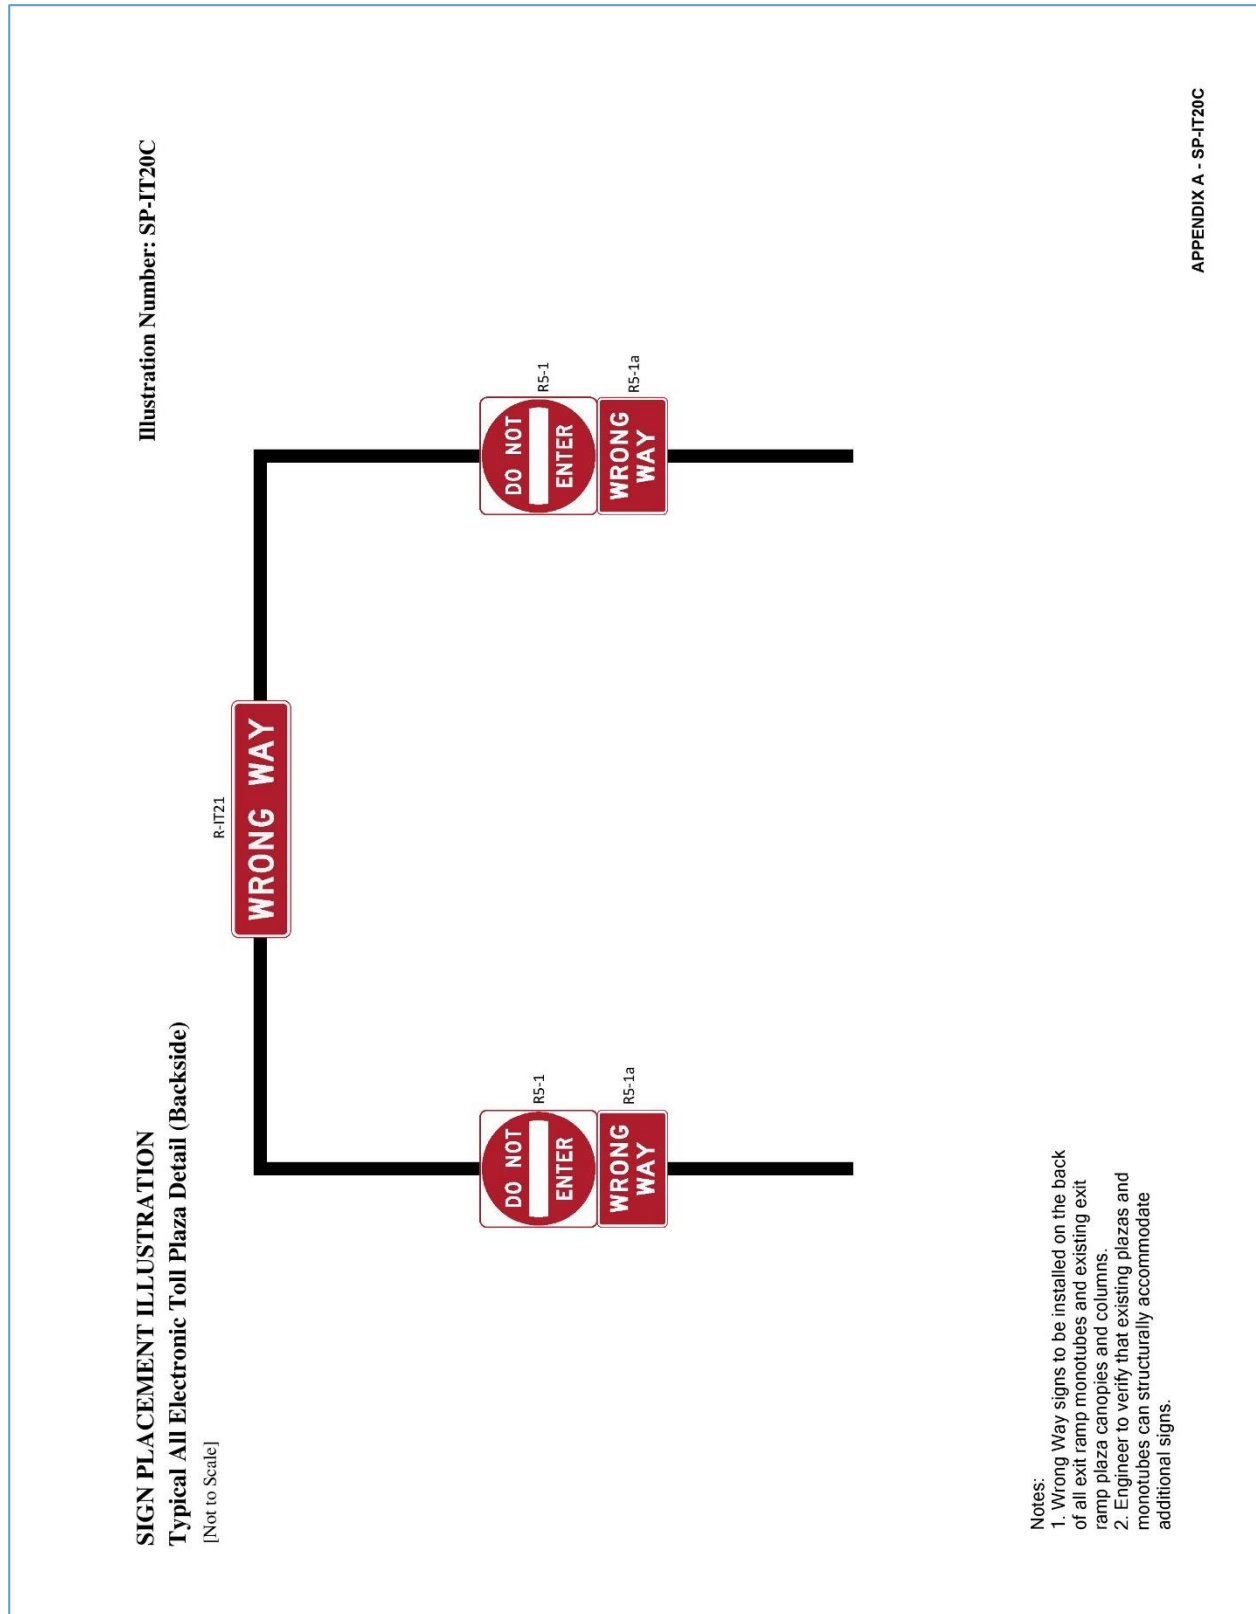 SIGN PLACEMENT ILLUSTRATION
Typical All Electronic Toll Plaza Detail (Backside)
[Not to Scale]
Illustration Number: SP-IT20C
R-IT21
WRONG WAY
DO NOT
ENTER
R5-1
WRONG
WAY
R5-1a
DO NOT
ENTER
R5-1
WRONG
WAY
R5-1a
Notes:
1. Wrong Way signs to be installed on the back
of all exit ramp monotubes and existing exit
ramp plaza canopies and columns.
2. Engineer to verify that existing plazas and
monotubes can structurally accommodate
additional signs.
APPENDIX A - SP-IT20C